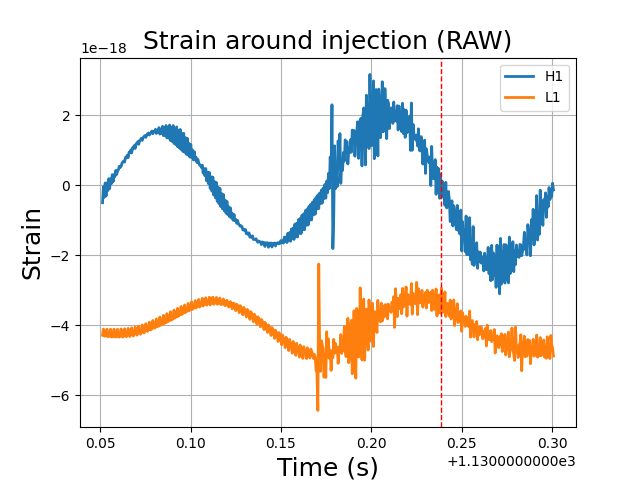 Strain around injection (RAW)
1e−18
H1
L1
2
0
−2
−4
−6
Strain
0.05 0.10 0.15 0.20 0.25 0.30
+1.1300000000e3
Time (s)